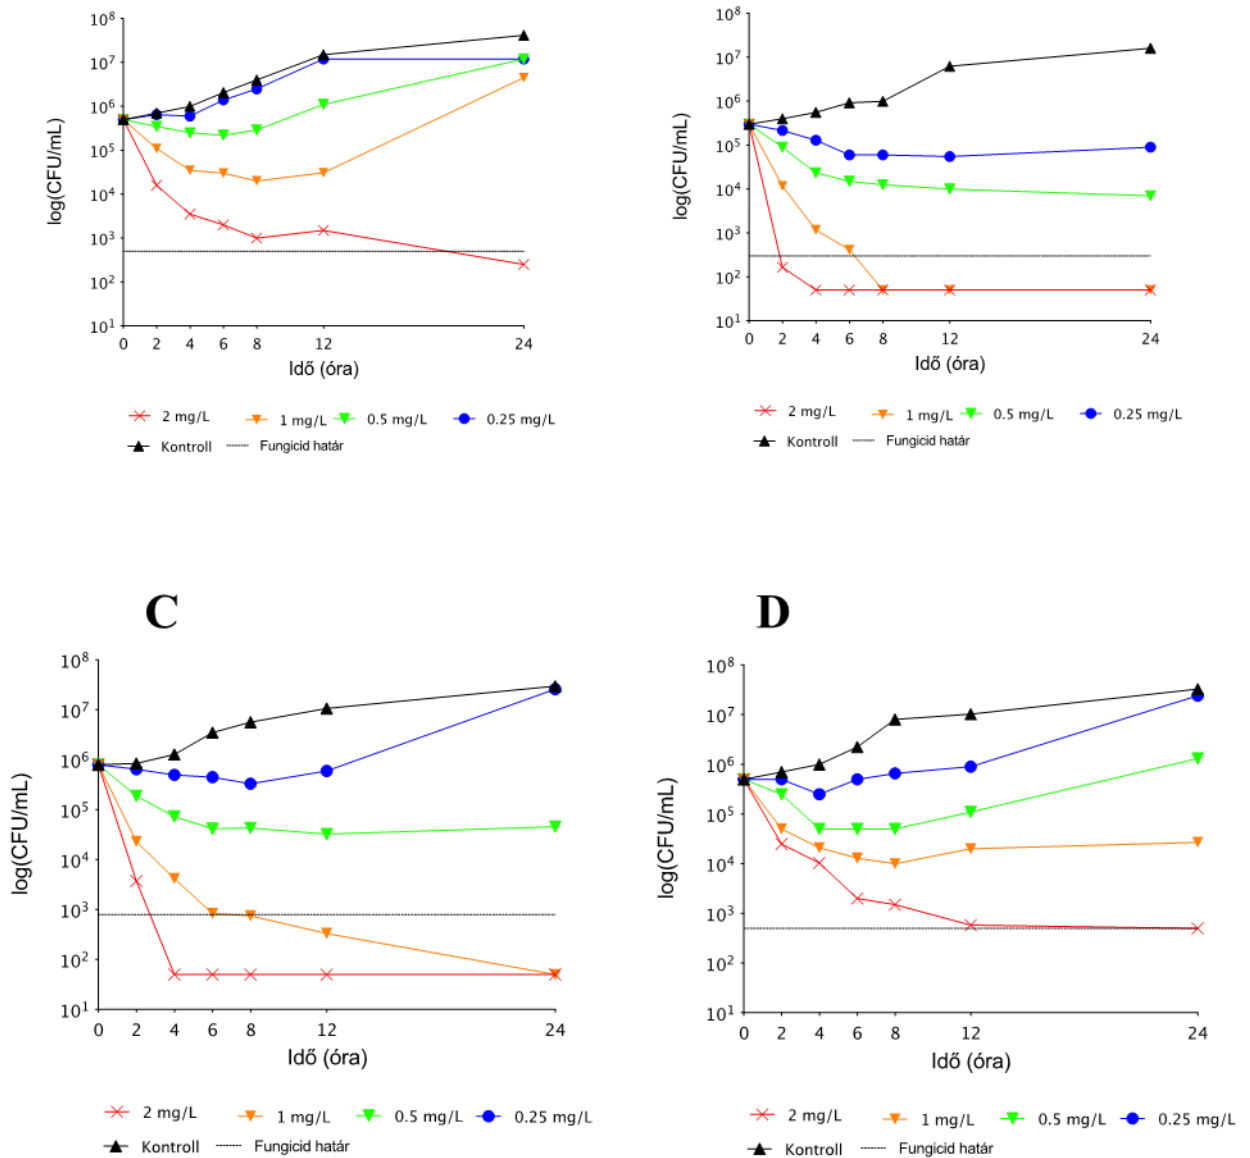 10⁸
10⁷
10⁶
10⁵
10⁴
10³
10²
10¹
log(CFU/mL)
0 2 4 6 8 12 24
Idő (óra)
2 mg/L 1 mg/L 0.5 mg/L 0.25 mg/L
Kontroll Fungicid határ
10⁸
10⁷
10⁶
10⁵
10⁴
10³
10²
10¹
log(CFU/mL)
0 2 4 6 8 12 24
Idő (óra)
2 mg/L 1 mg/L 0.5 mg/L 0.25 mg/L
Kontroll Fungicid határ
C
10⁸
10⁷
10⁶
10⁵
10⁴
10³
10²
10¹
log(CFU/mL)
0 2 4 6 8 12 24
Idő (óra)
2 mg/L 1 mg/L 0.5 mg/L 0.25 mg/L
Kontroll Fungicid határ
D
10⁸
10⁷
10⁶
10⁵
10⁴
10³
10²
10¹
log(CFU/mL)
0 2 4 6 8 12 24
Idő (óra)
2 mg/L 1 mg/L 0.5 mg/L 0.25 mg/L
Kontroll Fungicid határ